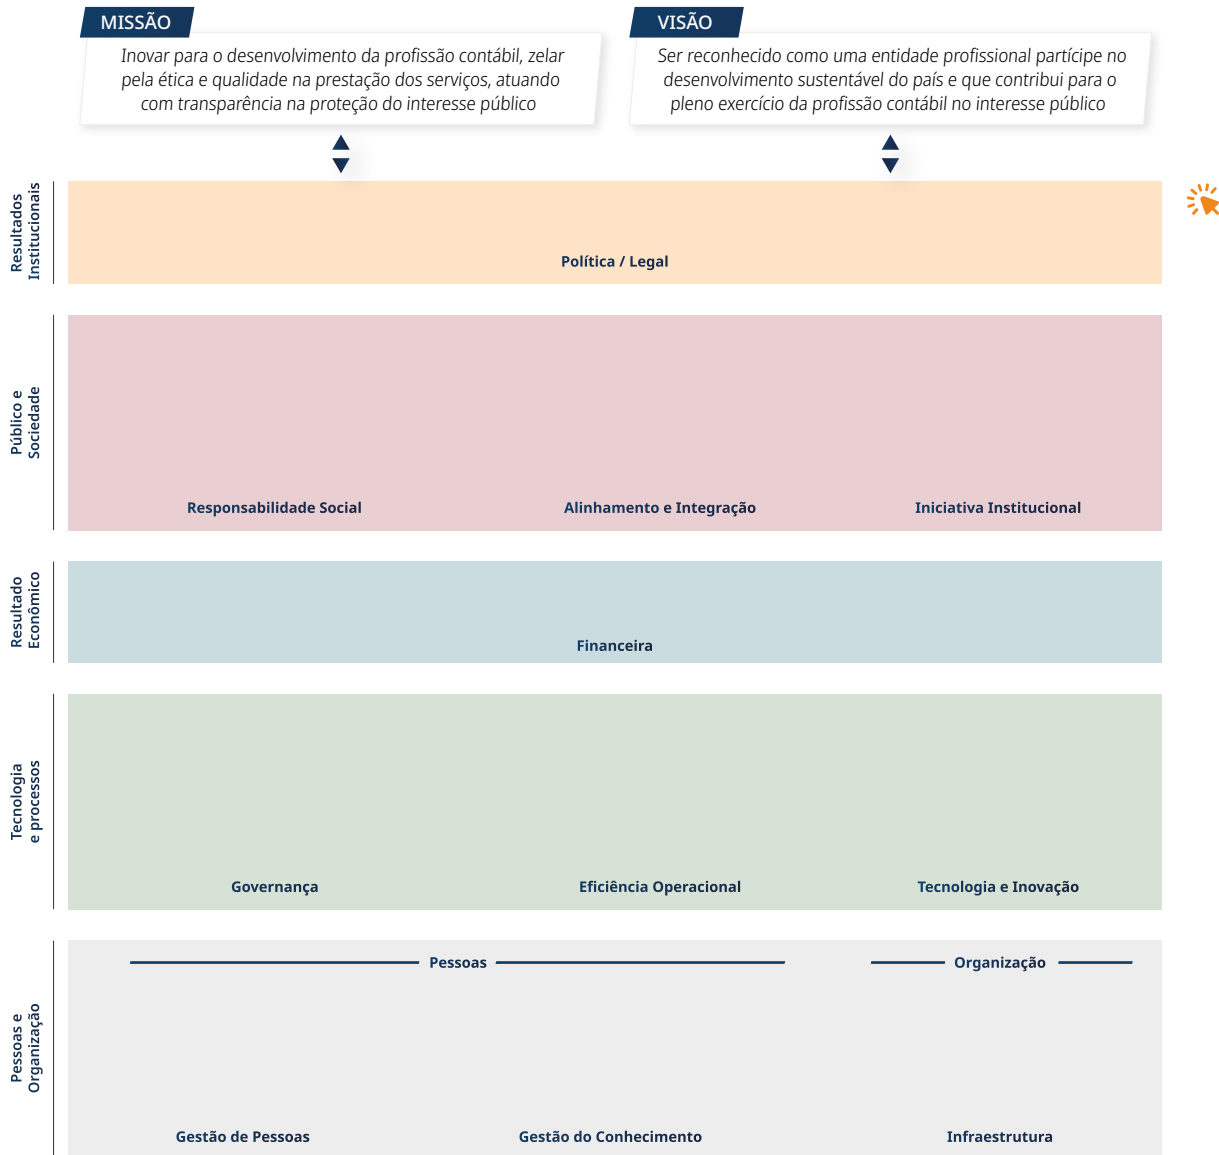 MISSÃO
Inovar para o desenvolvimento da profissão contábil, zelar
pela ética e qualidade na prestação dos serviços, atuando
com transparência na proteção do interesse público
VISÃO
Ser reconhecido como uma entidade profissional partícipe no
desenvolvimento sustentável do país e que contribui para o
pleno exercício da profissão contábil no interesse público
Resultados
Institucionais
Política / Legal
Público e
Sociedade
Responsabilidade Social
Alinhamento e Integração
Iniciativa Institucional
Resultado
Econômico
Financeira
Tecnologia
e processos
Governança
Eficiência Operacional
Tecnologia e Inovação
Pessoas e
Organização
Pessoas
Organização
Gestão de Pessoas
Gestão do Conhecimento
Infraestrutura